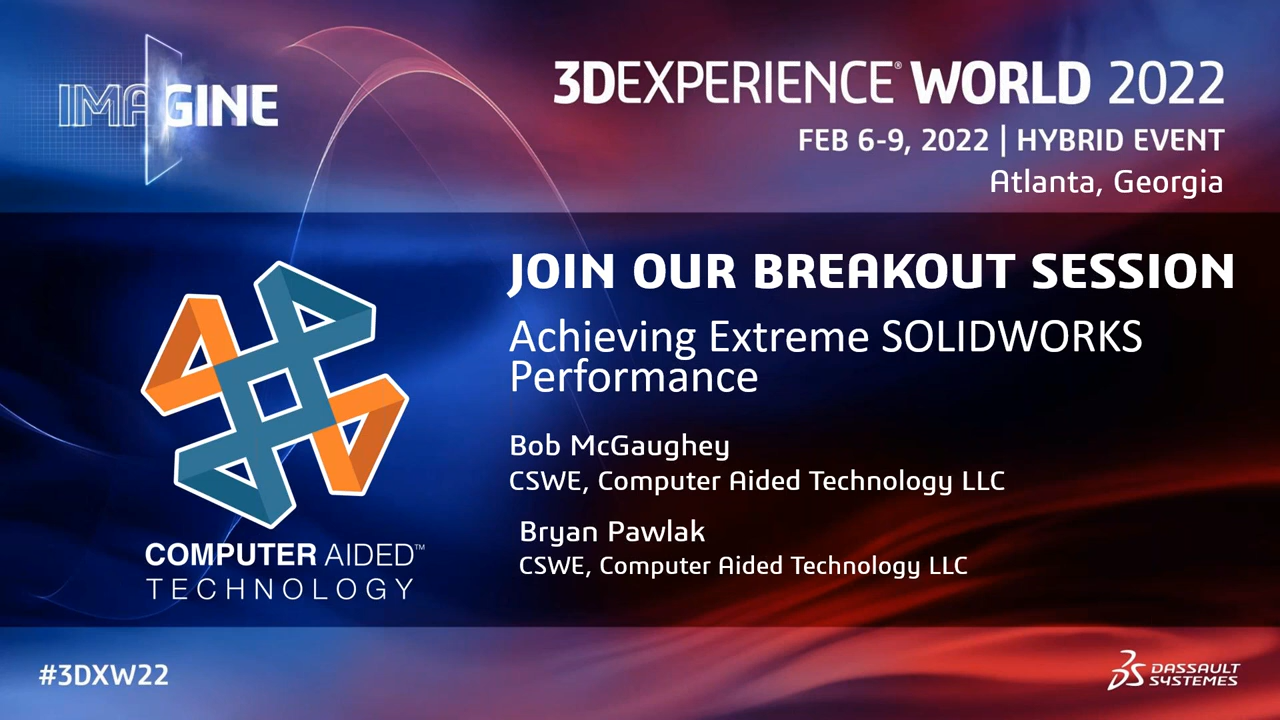 IMAGINE
3DEXPERIENCE® WORLD 2022
FEB 6-9, 2022 | HYBRID EVENT
Atlanta, Georgia
JOIN OUR BREAKOUT SESSION
Achieving Extreme SOLIDWORKS
Performance
Bob McGaughey
CSWE, Computer Aided Technology LLC
Bryan Pawlak
CSWE, Computer Aided Technology LLC
COMPUTER AIDED™
TECHNOLOGY
#3DXW22
DASSAULT
SYSTEMES